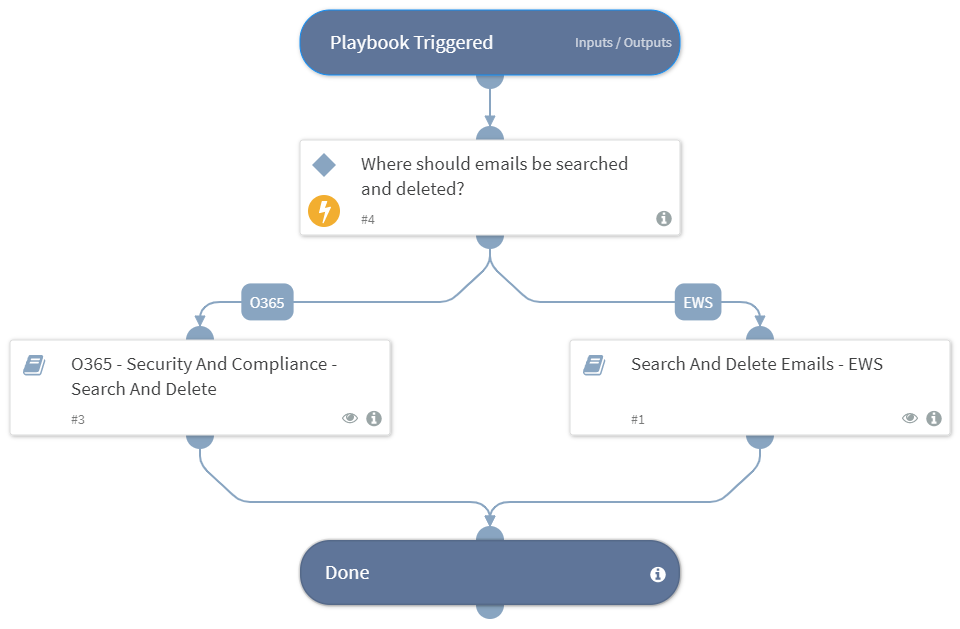 Playbook Triggered
Inputs / Outputs
Where should emails be searched
and deleted?
#4
O365
EWS
O365 - Security And Compliance -
Search And Delete
#3
Search And Delete Emails - EWS
#1
Done